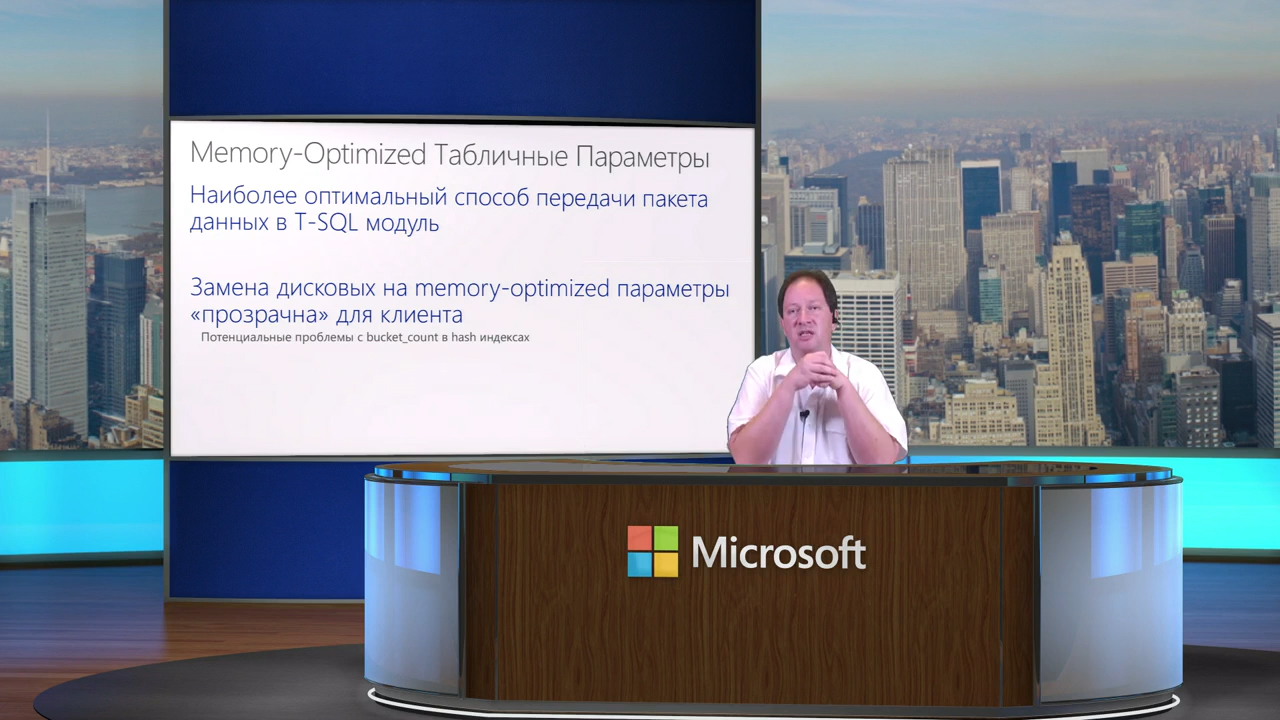 Memory-Optimized Табличные Параметры
Наиболее оптимальный способ передачи пакета
данных в T-SQL модуль
Замена дисковых на memory-optimized параметры
«прозрачна» для клиента
Потенциальные проблемы с bucket_count в hash индексах
Microsoft